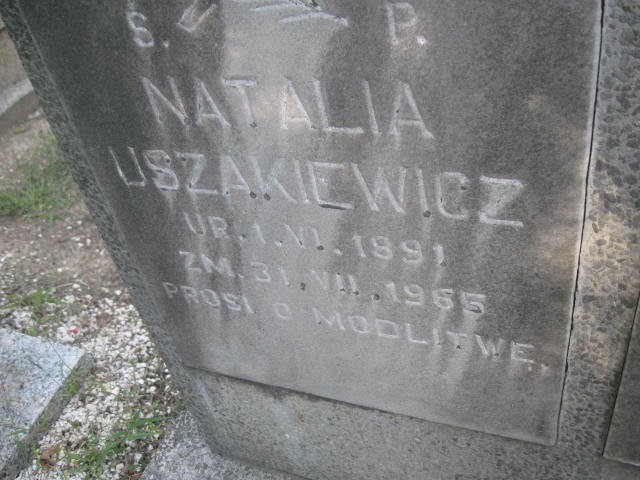 Ś. P.
NATALIA
USZAKIEWICZ
UR. 1. VI. 1891
ZM. 31. VII. 1965
PROSI O MODLITWĘ.